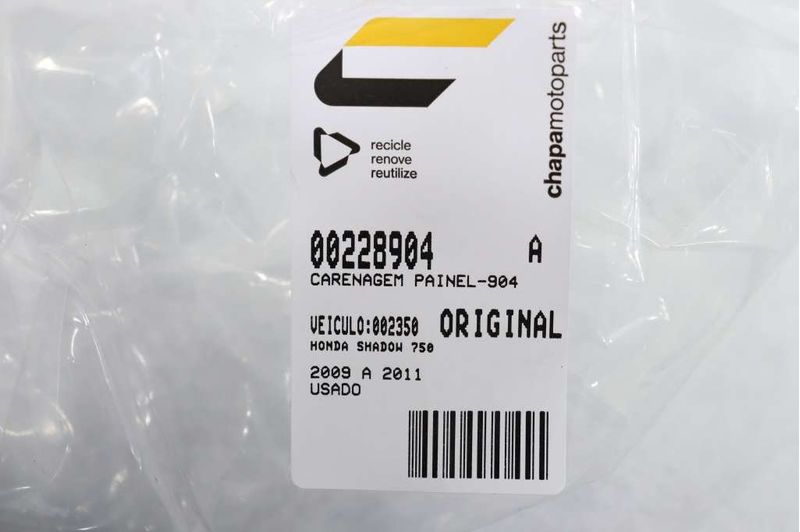 chapamotoparts
recicle
renove
reutilize
00228904 A
CARENAGEM PAINEL-904
VEICULO:002350 ORIGINAL
HONDA SHADOW 750
2009 A 2011
USADO